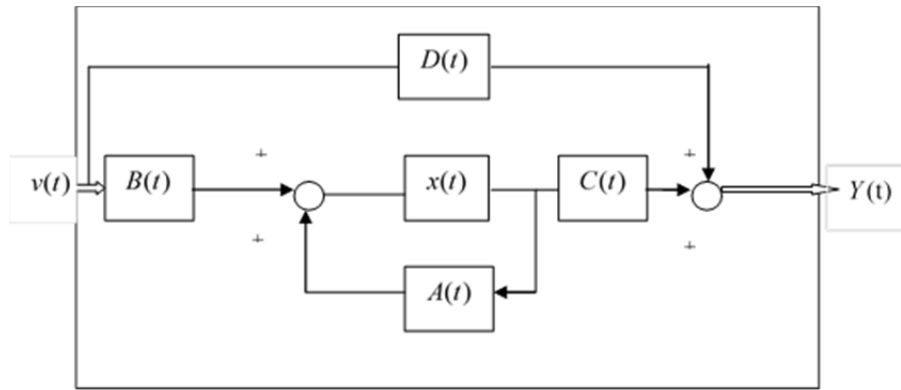 D(t)
+
+
v(t)
B(t)
x(t)
C(t)
Y(t)
+
+
A(t)